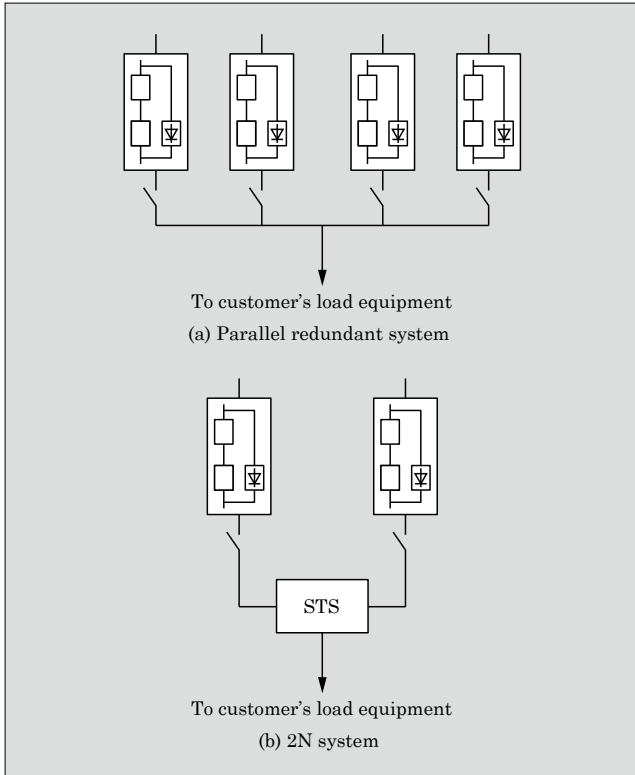 To customer's load equipment
(a) Parallel redundant system
STS
To customer's load equipment
(b) 2N system